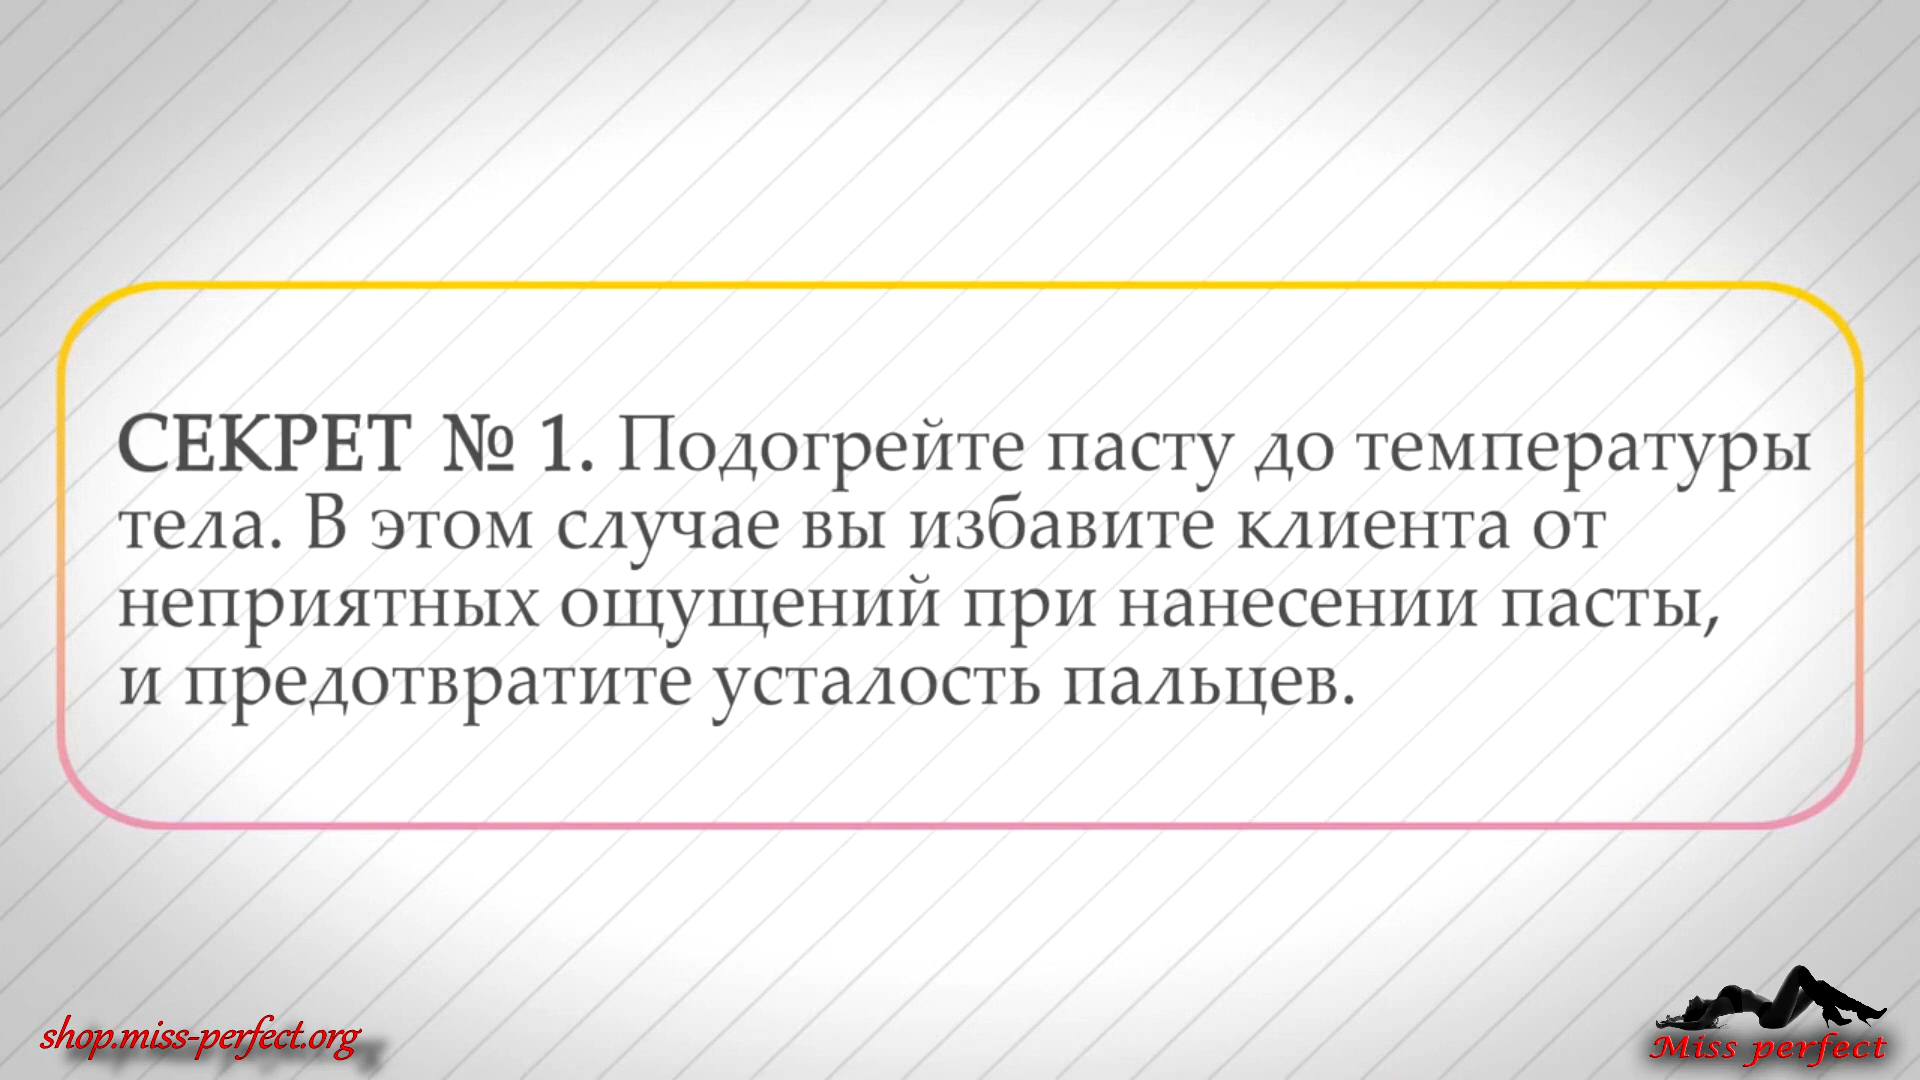 СЕКРЕТ № 1. Подогрейте пасту до температуры
тела. В этом случае вы избавите клиента от
неприятных ощущений при нанесении пасты,
и предотвратите усталость пальцев.
shop.miss-perfect.org
Miss perfect